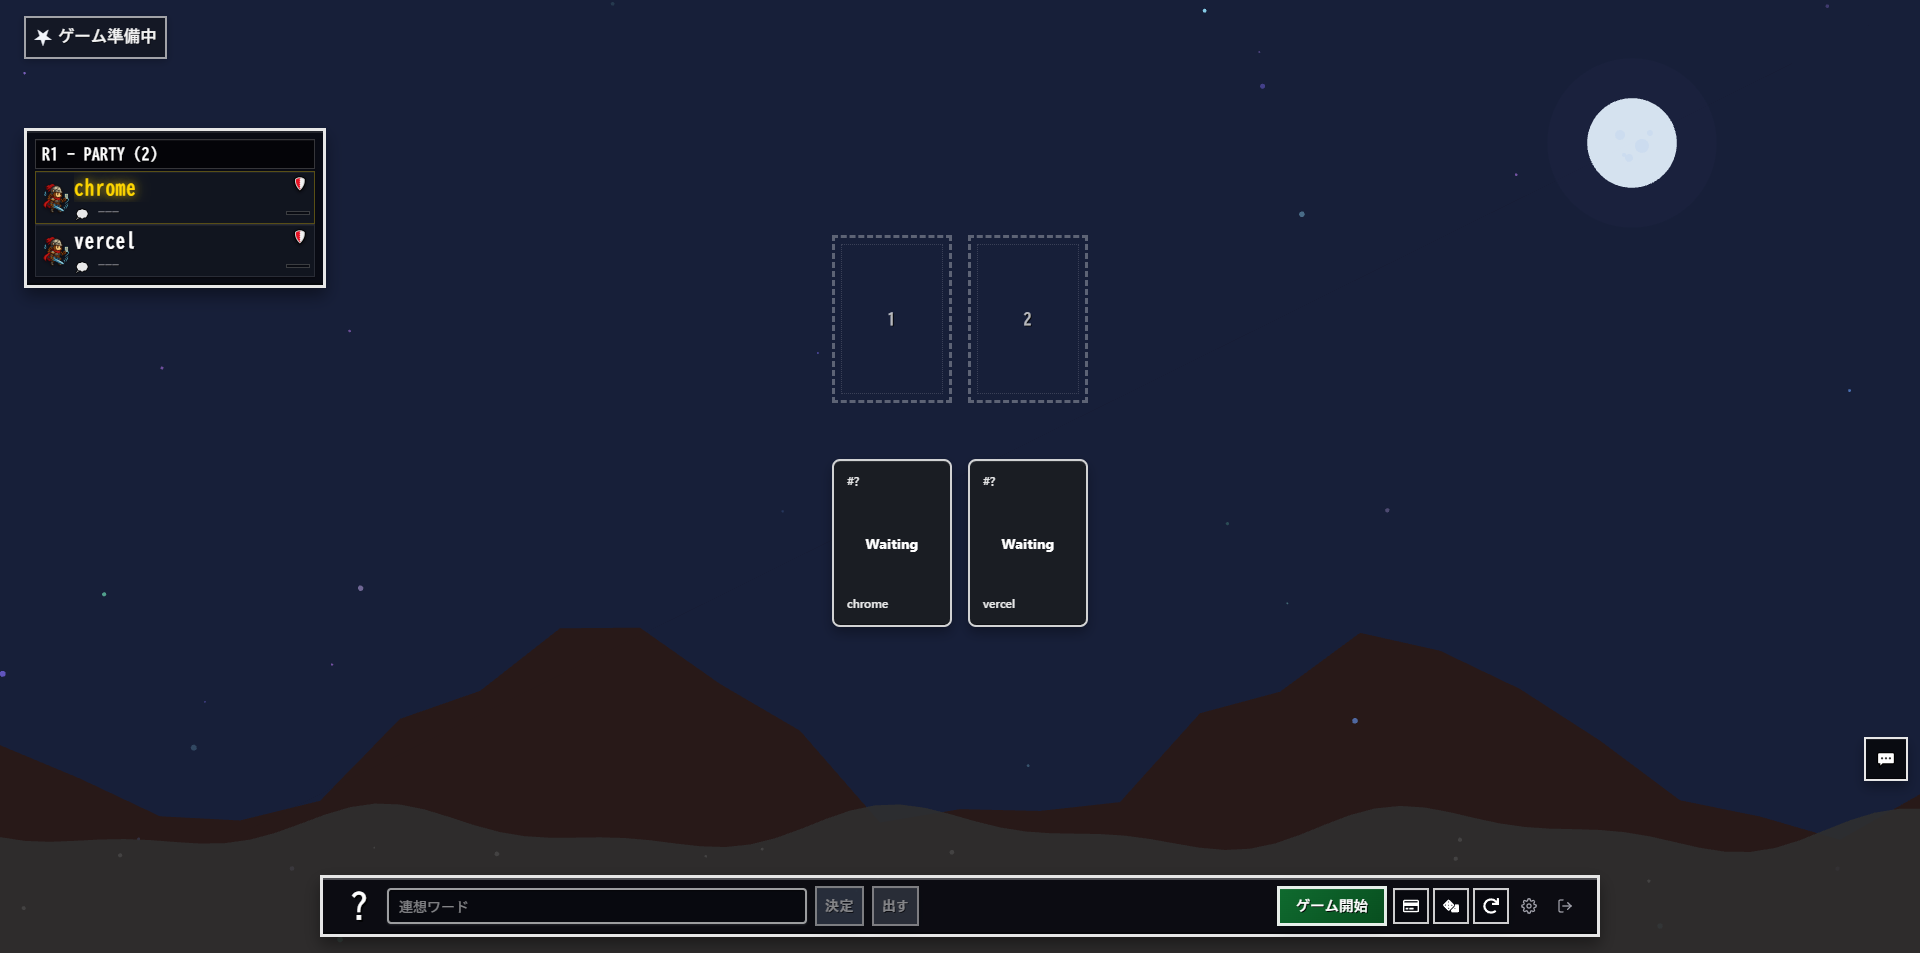 ゲーム準備中
R1 – PARTY (2)
chrome
---
vercel
---
1
2
#?
Waiting
chrome
#?
Waiting
vercel
?
連想ワード
決定
出す
ゲーム開始